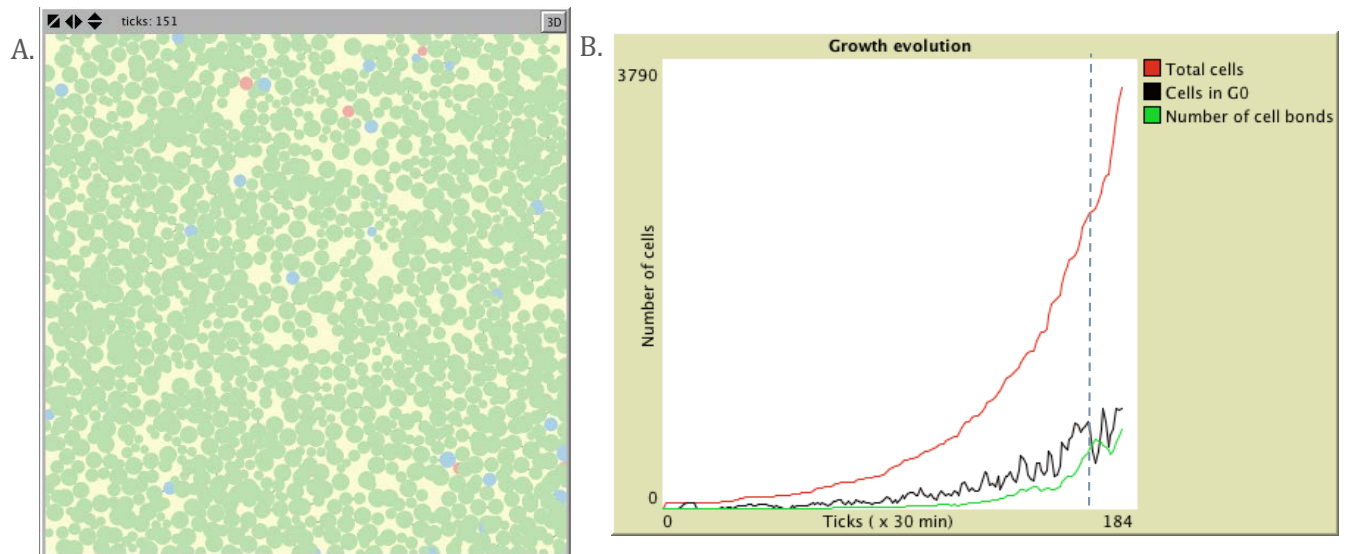 A.
ticks: 151
3D
B.
Growth evolution
3790
Number of cells
0
0
Ticks ( x 30 min)
184
Total cells
Cells in G0
Number of cell bonds